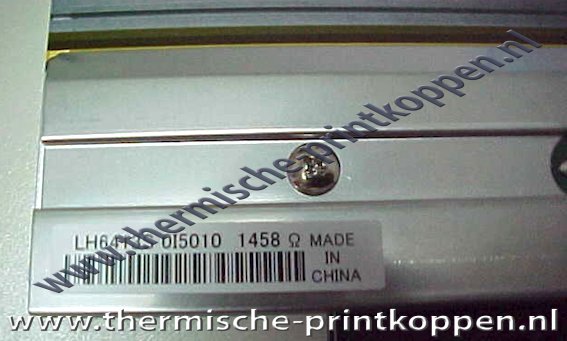 www.thermische-printkoppen.nl
0I5010 1458 Ω MADE
IN
CHINA
www.thermische-printkoppen.nl